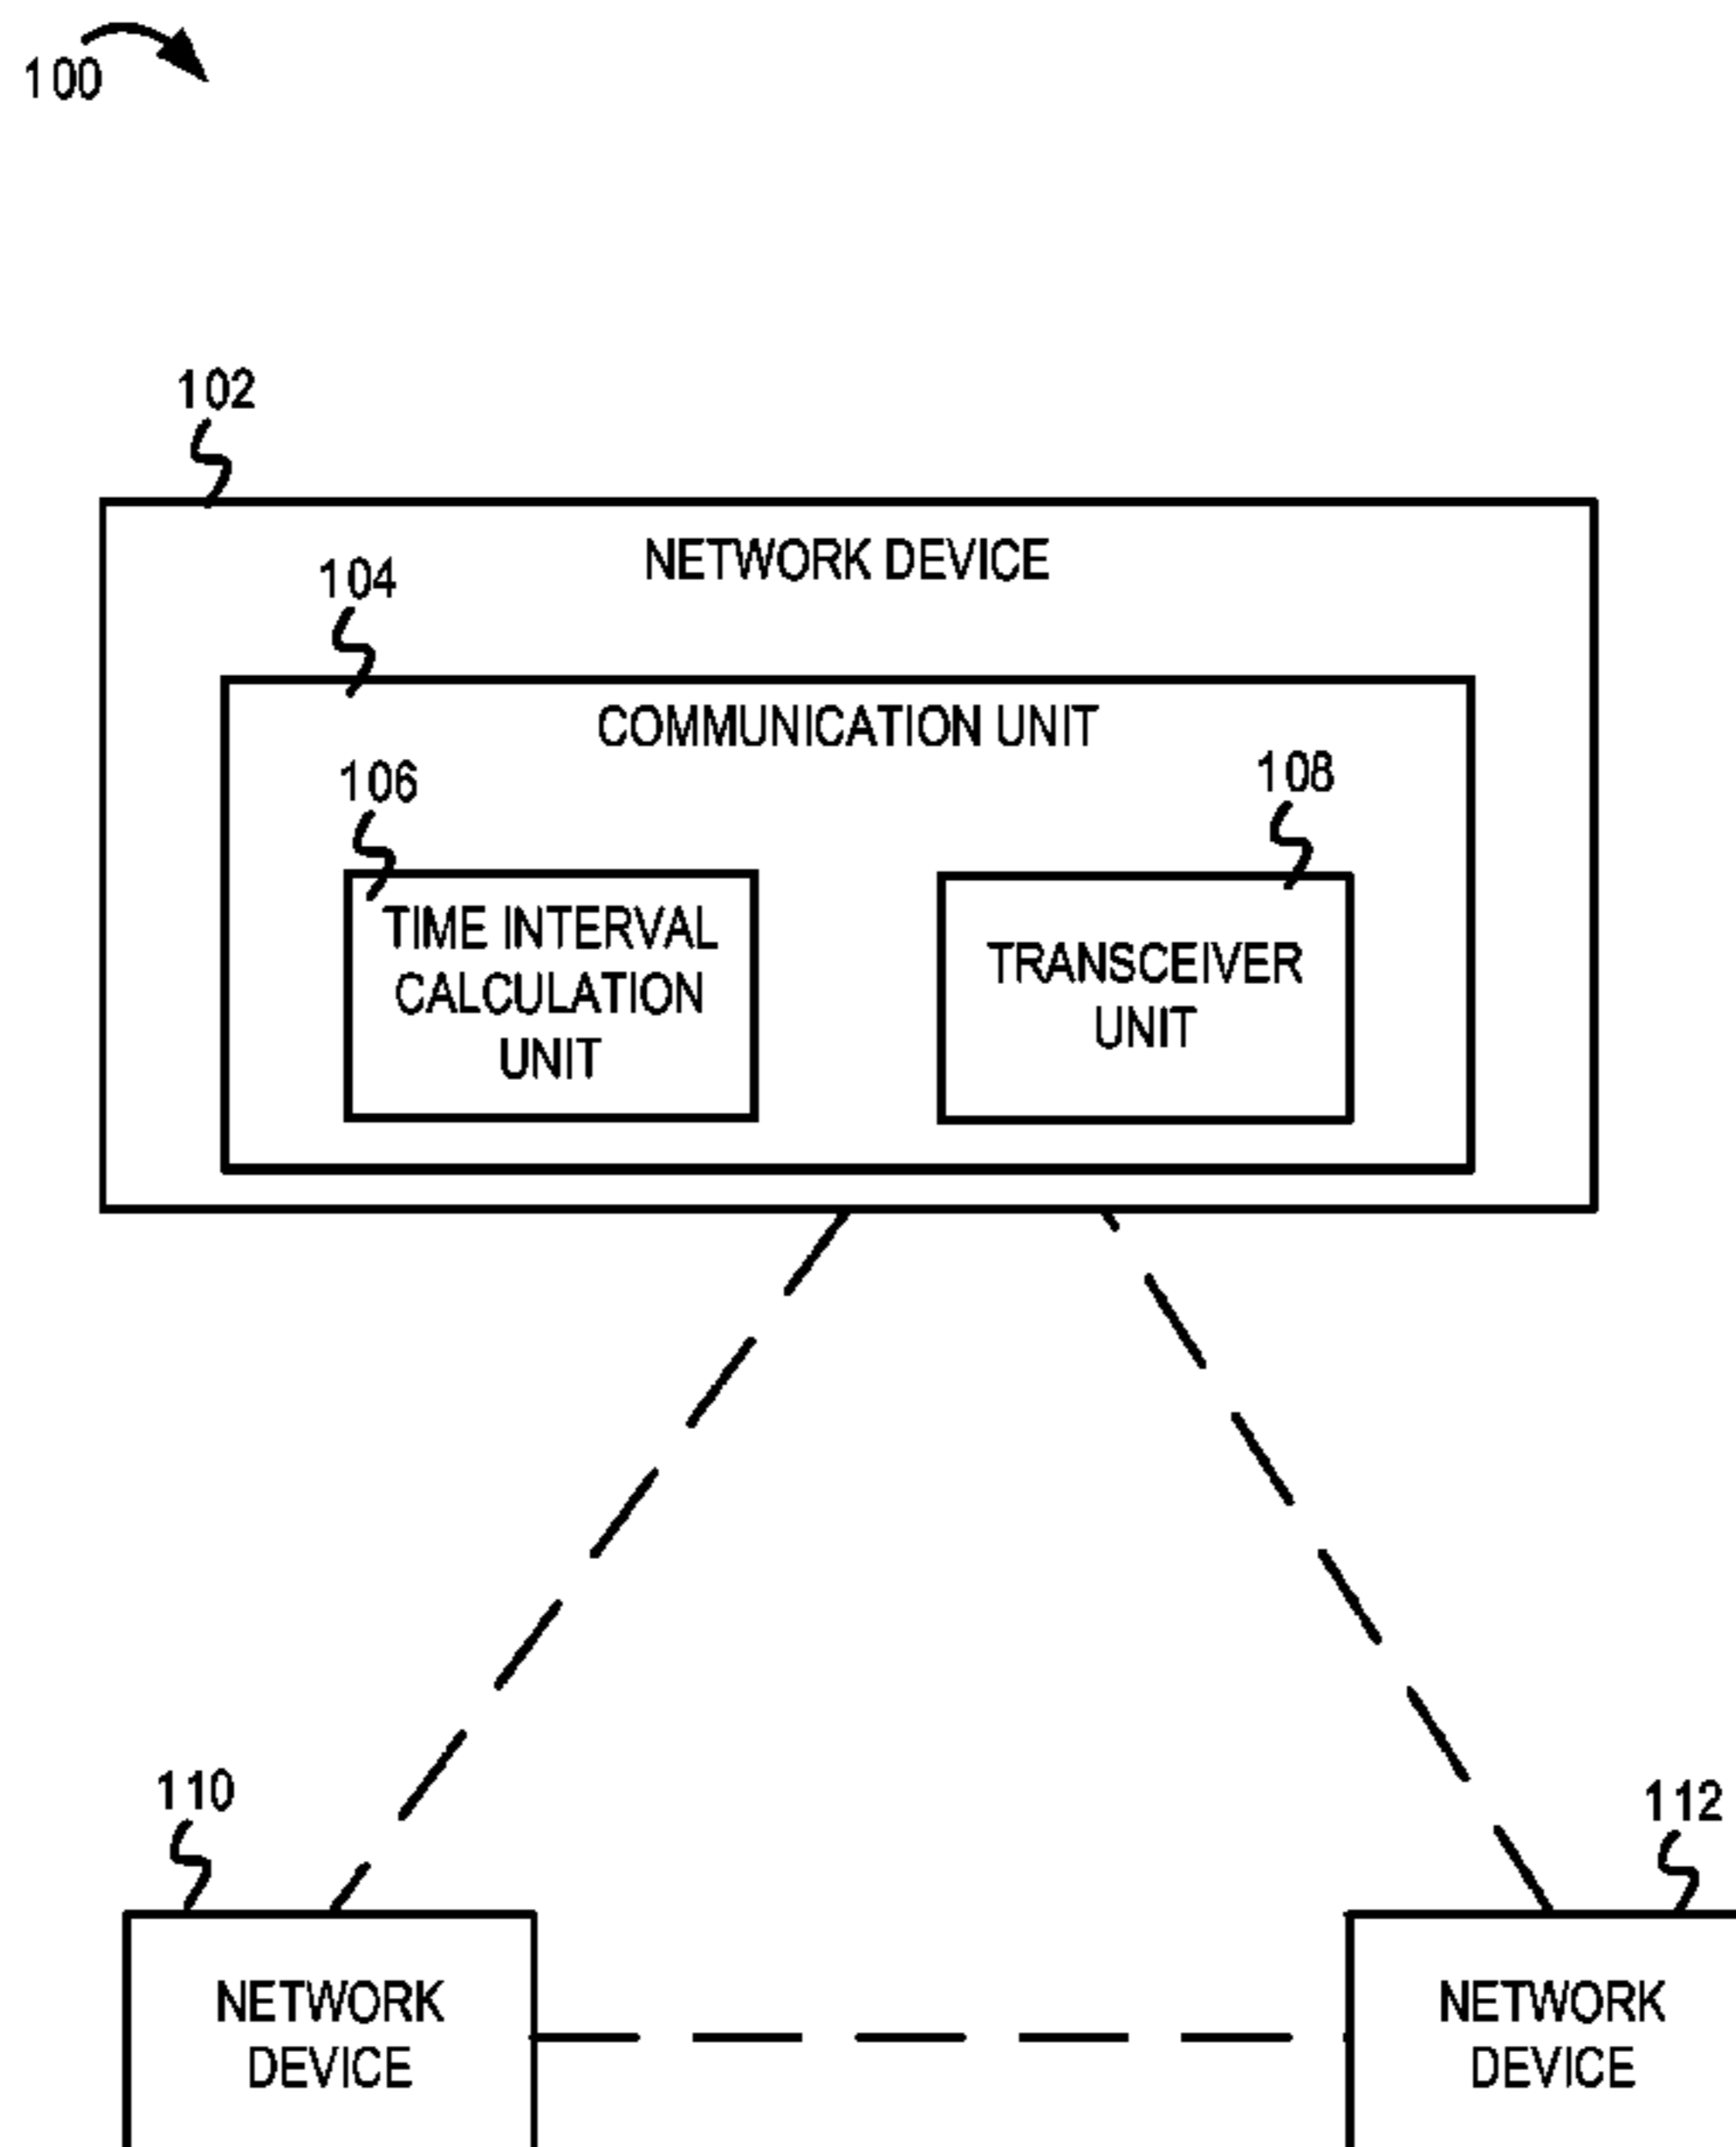 100
102
NETWORK DEVICE
104
COMMUNICATION UNIT
106
108
TIME INTERVAL
CALCULATION
UNIT
TRANSCEIVER
UNIT
110
112
NETWORK
DEVICE
NETWORK
DEVICE